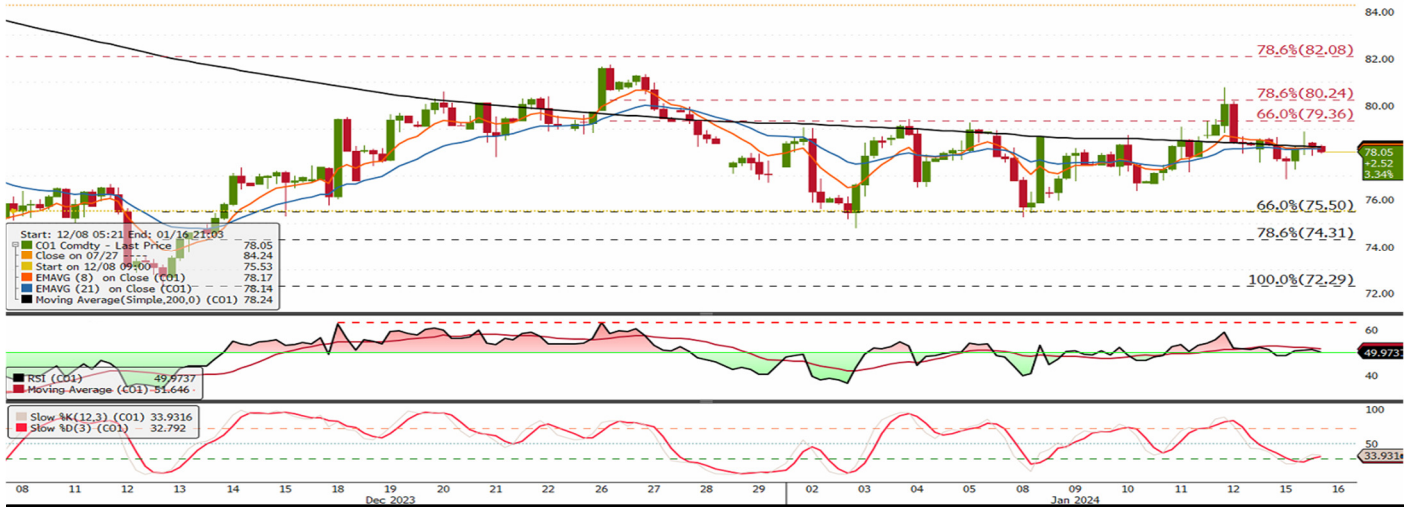 84.00
78.6%(82.08)
82.00
78.6%(80.24)
80.00
66.0%(79.36)
78.05
+2.52
3.34%
76.00
66.0%(75.50)
Start: 12/08 05:21 End: 01/16 21:03
CO1 Comdty - Last Price 78.05
Close on 07/27 ---- 84.24
Start on 12/08 09:00 75.53
EMAVG (8) on Close (CO1) 78.17
EMAVG (21) on Close (CO1) 78.14
Moving Average(Simple,200,0) (CO1) 78.24
78.6%(74.31)
74.00
100.0%(72.29)
72.00
60
49.9737
40
RSI (CO1) 49.9737
Moving Average (CO1) 51.646
100
Slow %K(12,3) (CO1) 33.9316
Slow %D(3) (CO1) 32.792
50
33.9316
08 11 12 13 14 15 18 19 20 21 22 26 27 28 29 02 03 04 05 08 09 10 11 12 15 16
Dec 2023 Jan 2024